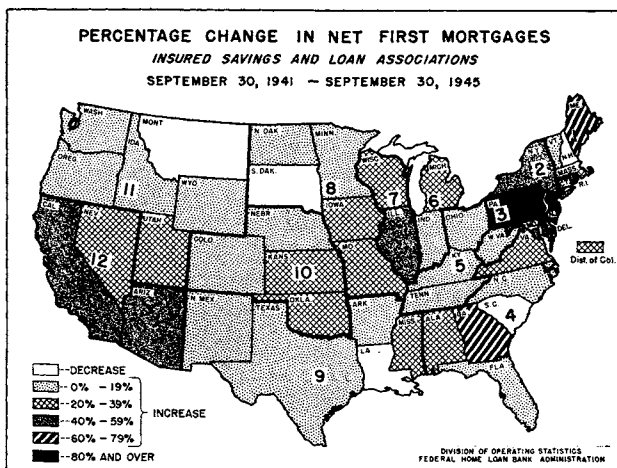 PERCENTAGE CHANGE IN NET FIRST MORTGAGES
INSURED SAVINGS AND LOAN ASSOCIATIONS
SEPTEMBER 30, 1941 – SEPTEMBER 30, 1945
WASH
MONT
N. DAK.
MINN.
ME.
OREG.
IDA.
11
S. DAK.
8
WISC.
MICH.
N.H.
2
MASS.
R.I.
WYO.
7
6
PA.
3
CAL.
NEV.
UTAH
NEBR.
IOWA
ILL.
IND.
OHIO
DEL.
COLO.
W. VA.
VA.
12
KANS.
10
MO.
KY.
5
Dist. of Col.
ARIZ.
N. MEX.
OKLA.
ARK.
TENN.
N.C.
S.C.
4
TEXAS
9
LA.
MISS.
ALA.
FLA.
--DECREASE
--0% - 19%
--20% - 39%
--40% - 59%
--60% - 79%
INCREASE
--80% AND OVER
DIVISION OF OPERATING STATISTICS
FEDERAL HOME LOAN BANK ADMINISTRATION